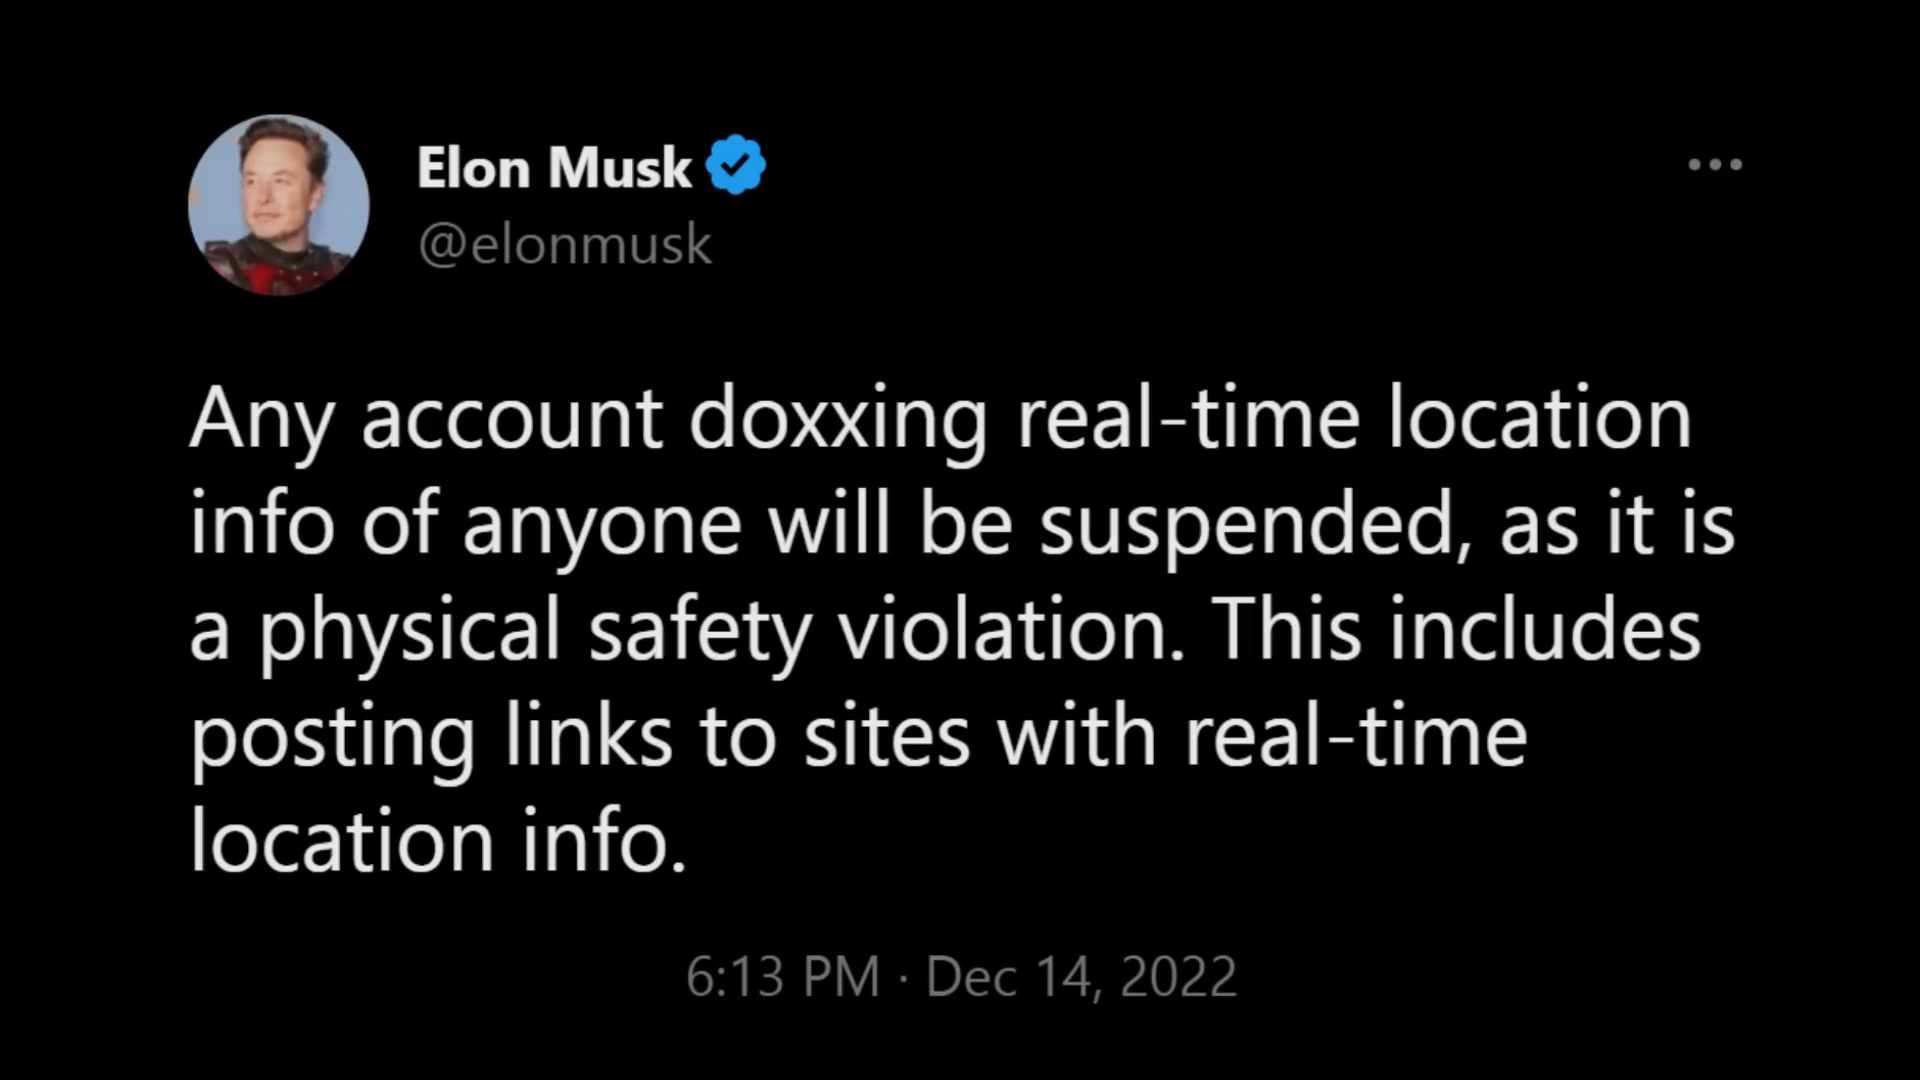 Elon Musk
@elonmusk
Any account doxxing real-time location
info of anyone will be suspended, as it is
a physical safety violation. This includes
posting links to sites with real-time
location info.
6:13 PM · Dec 14, 2022